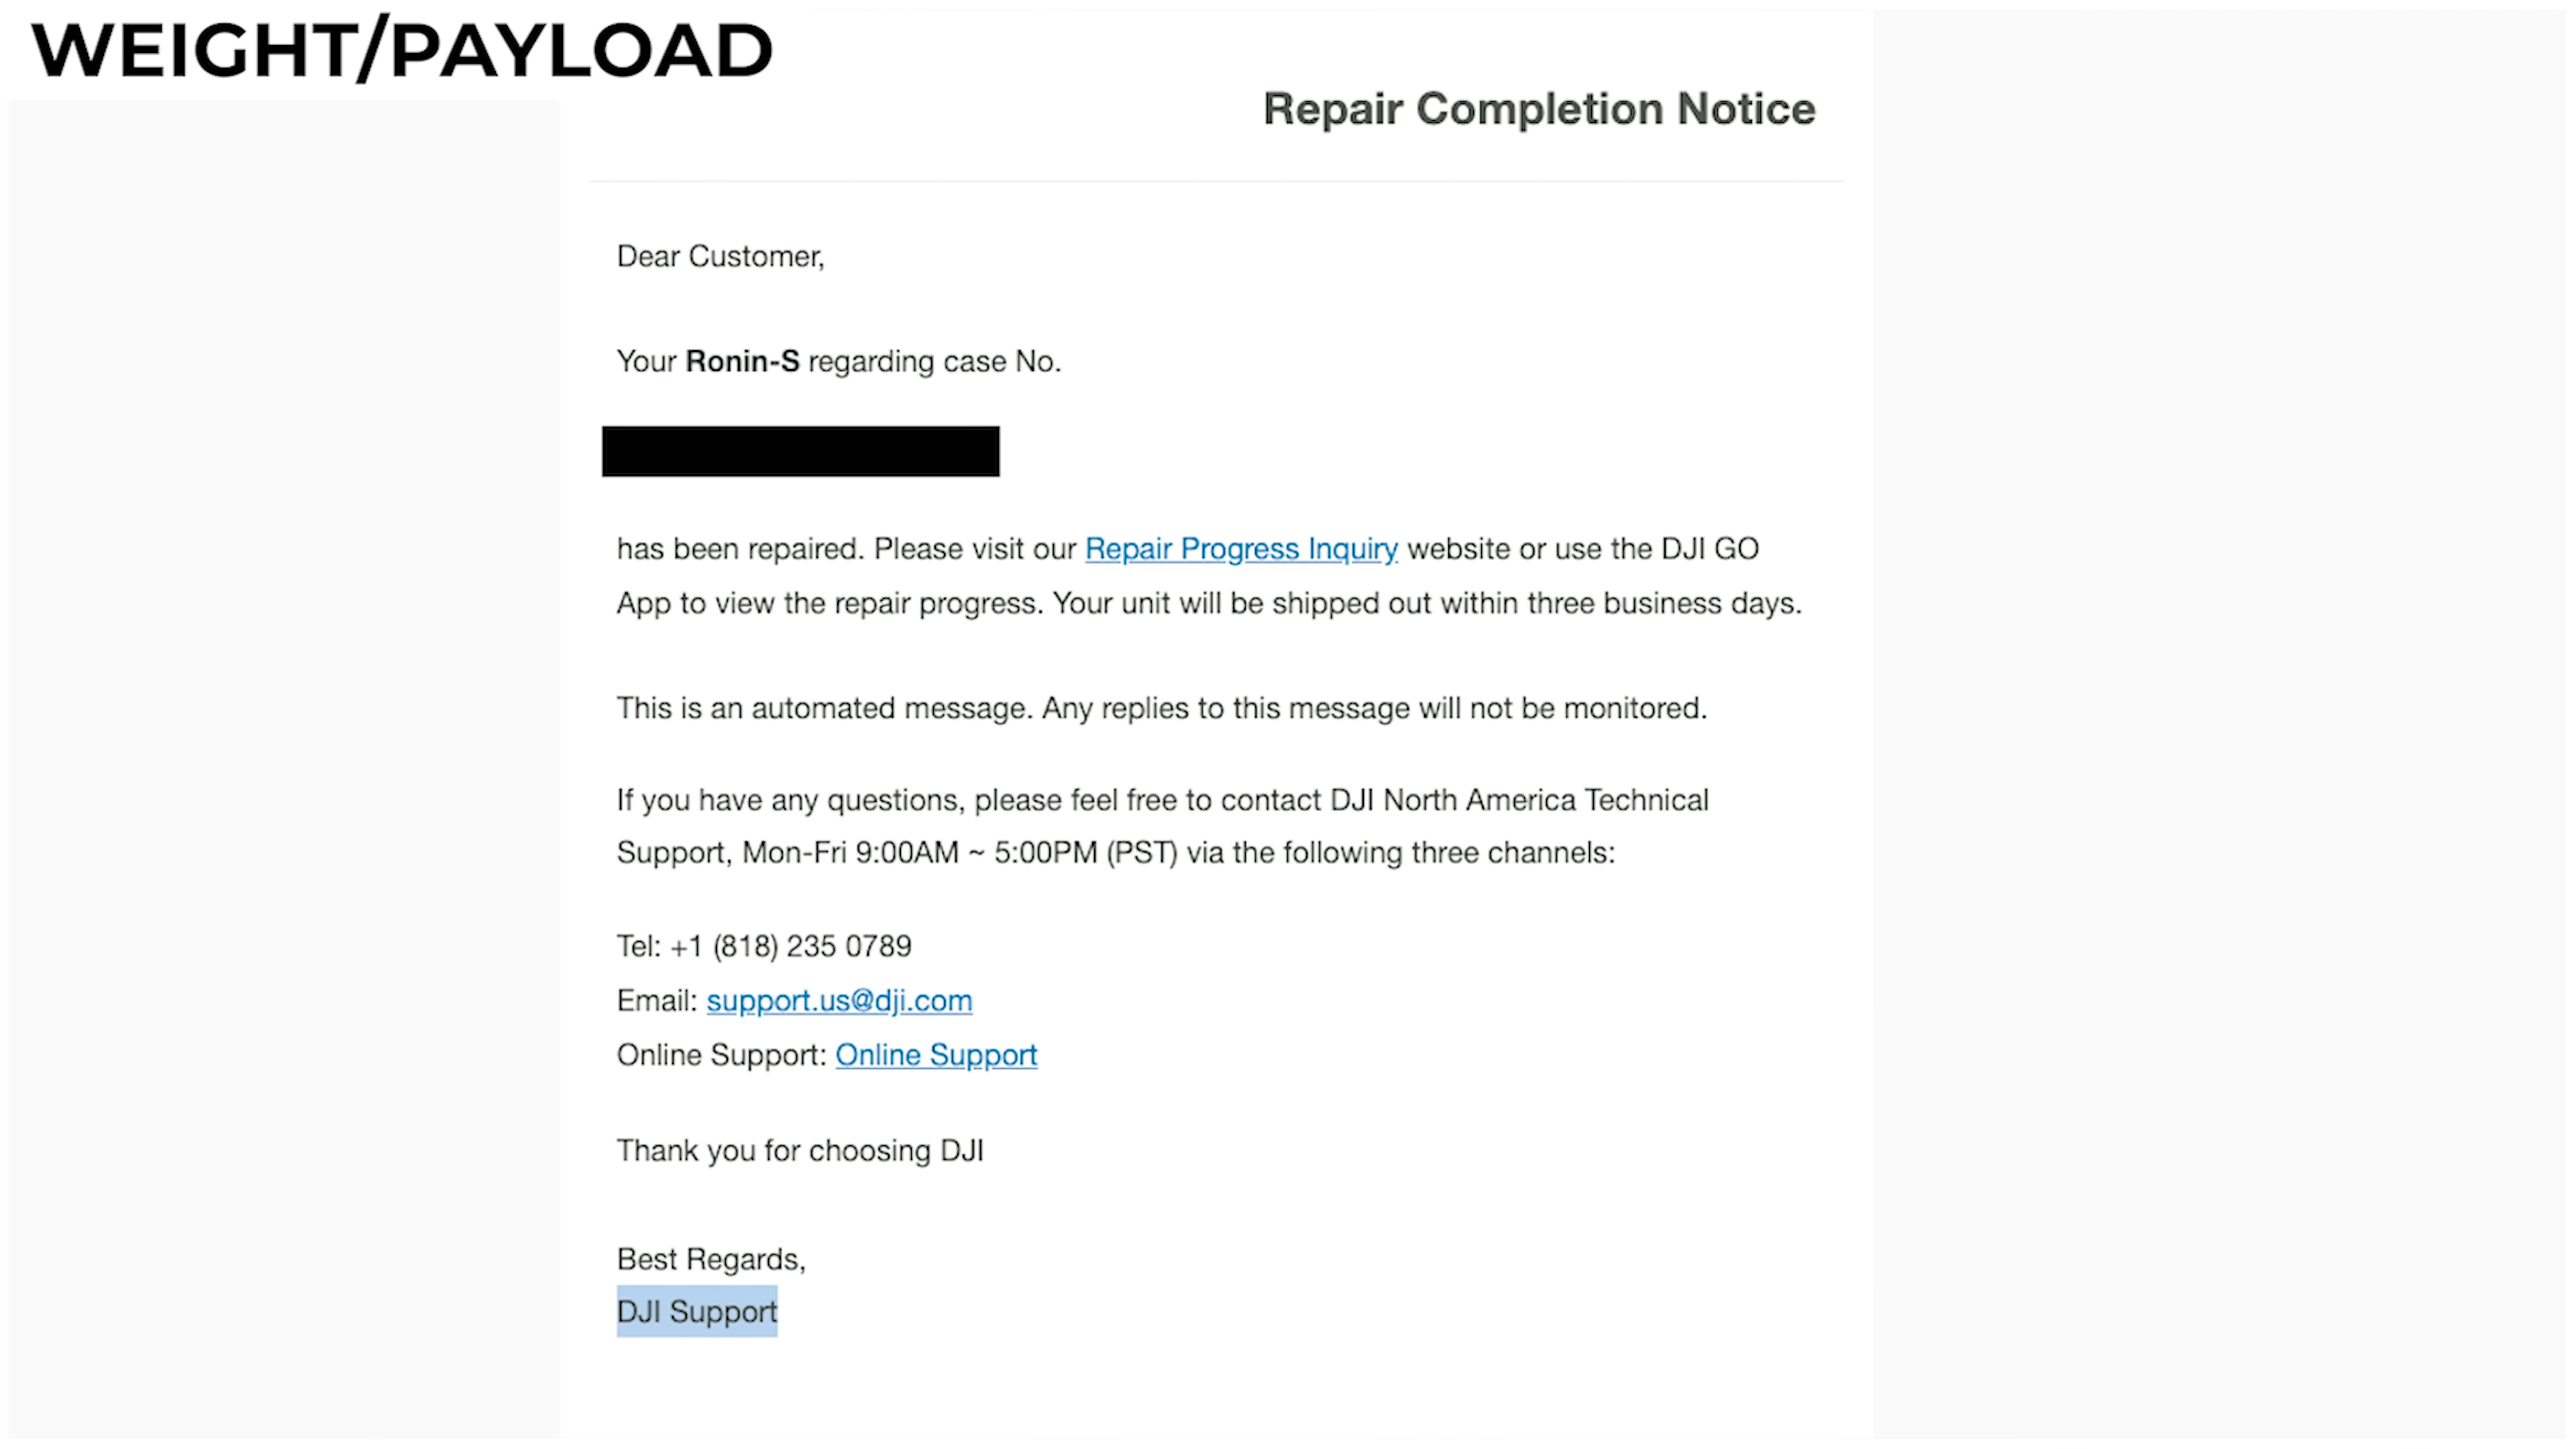 WEIGHT/PAYLOAD
Repair Completion Notice
Dear Customer,
Your Ronin-S regarding case No.
has been repaired. Please visit our Repair Progress Inquiry website or use the DJI GO
App to view the repair progress. Your unit will be shipped out within three business days.
This is an automated message. Any replies to this message will not be monitored.
If you have any questions, please feel free to contact DJI North America Technical
Support, Mon-Fri 9:00AM ~ 5:00PM (PST) via the following three channels:
Tel: +1 (818) 235 0789
Email: support.us@dji.com
Online Support: Online Support
Thank you for choosing DJI
Best Regards,
DJI Support